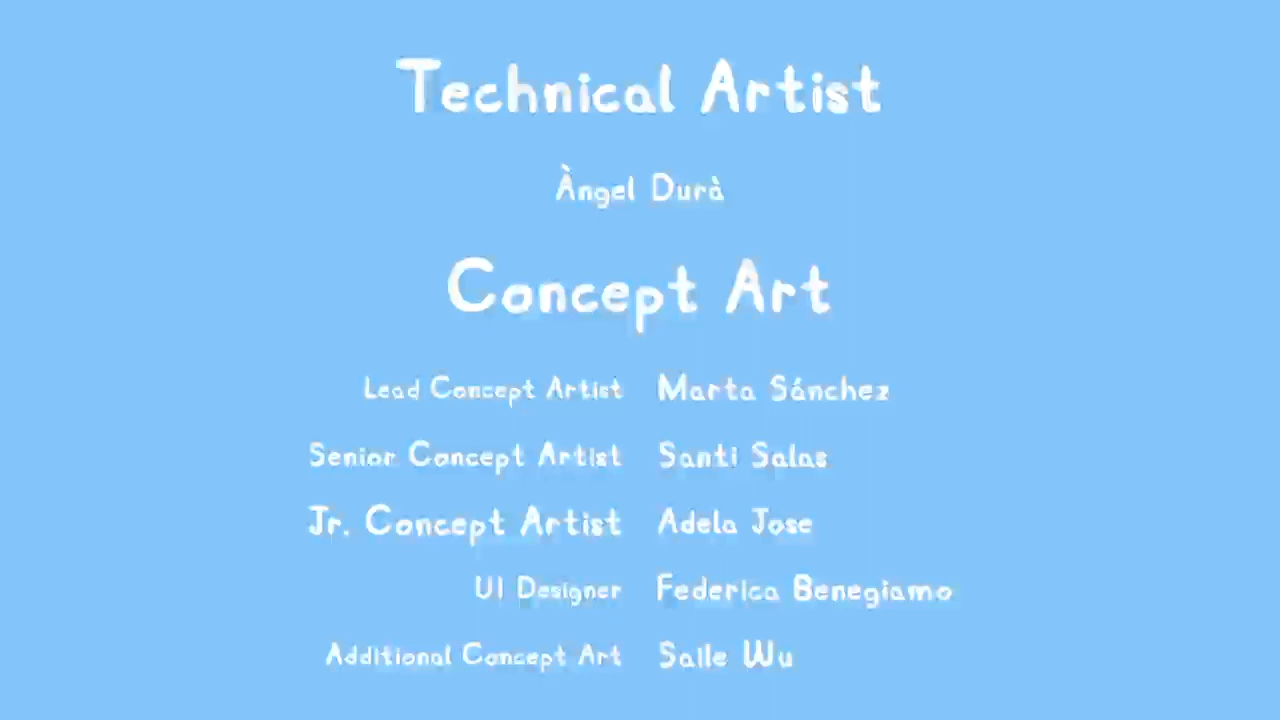 Technical Artist
Àngel Durà
Concept Art
Lead Concept Artist Marta Sánchez
Senior Concept Artist Santi Salas
Jr. Concept Artist Adela Jose
UI Designer Federica Benegiamo
Additional Concept Art Saile Wu